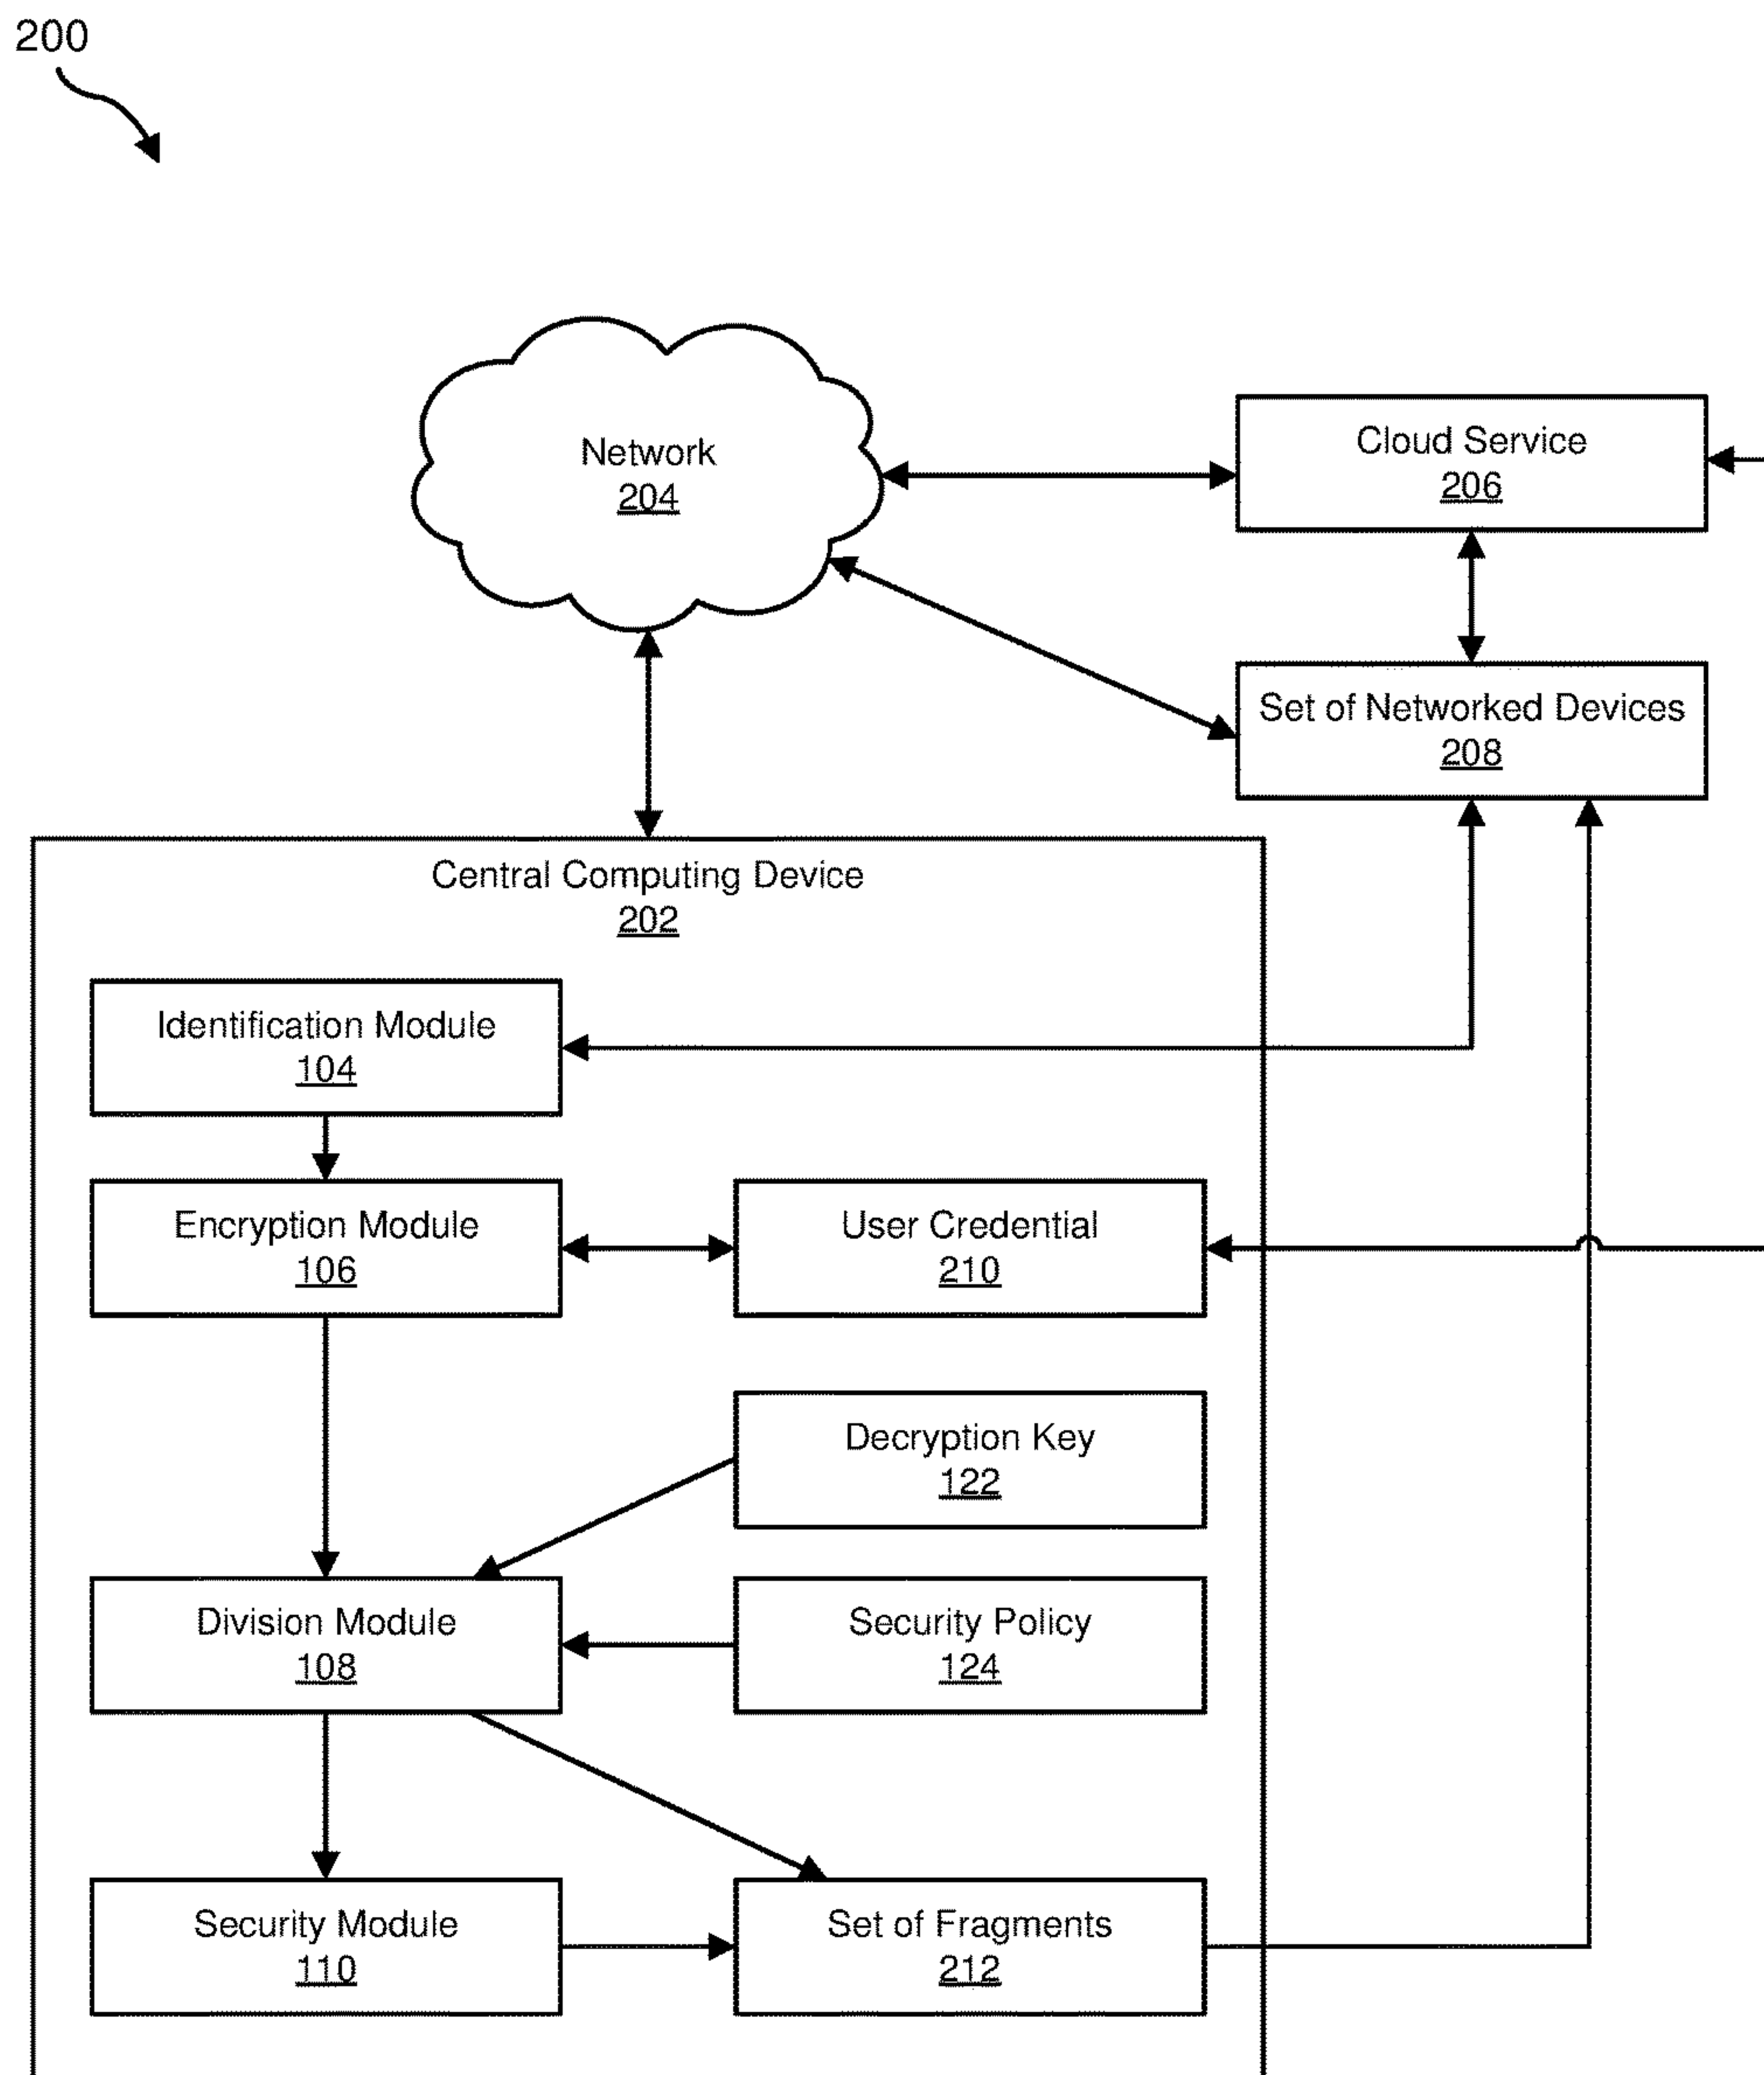 200
Network
204
Cloud Service
206
Set of Networked Devices
208
Central Computing Device
202
Identification Module
104
Encryption Module
106
User Credential
210
Decryption Key
122
Division Module
108
Security Policy
124
Security Module
110
Set of Fragments
212